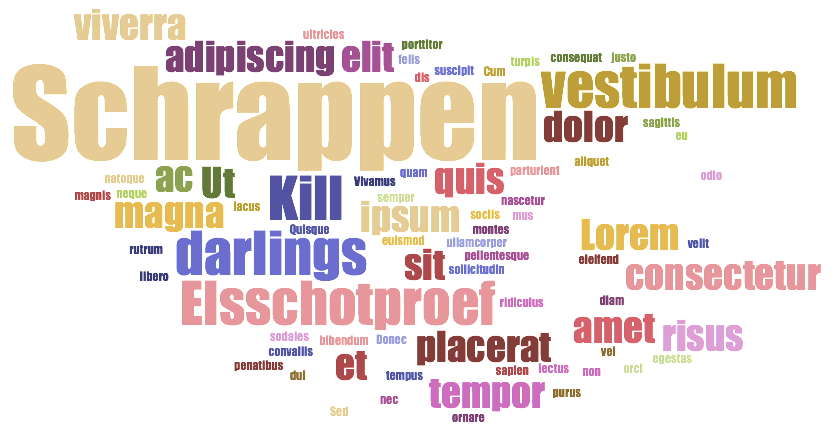 viverra
ultricies
adipiscing elit porttitor
felis
dis suscipit Cum turpis consequat justo
Schrappen vestibulum
dolor sagittis
eu
aliquet
natoque ac Ut Kill Vivamus quam quis parturient odio
magnis neque semper nascetur
magna lacus ipsum sociis mus
Quisque euismod montes
rutrum darlings ullamcorper Lorem velit
libero sit pellentesque eleifend
sollicitudin consectetur
Elsschotproef ridiculus diam
sodales bibendum Donec placerat amet risus
convallis vel
penatibus et sapien lectus non orci egestas
dui tempus
tempor purus
nec
Sed ornare